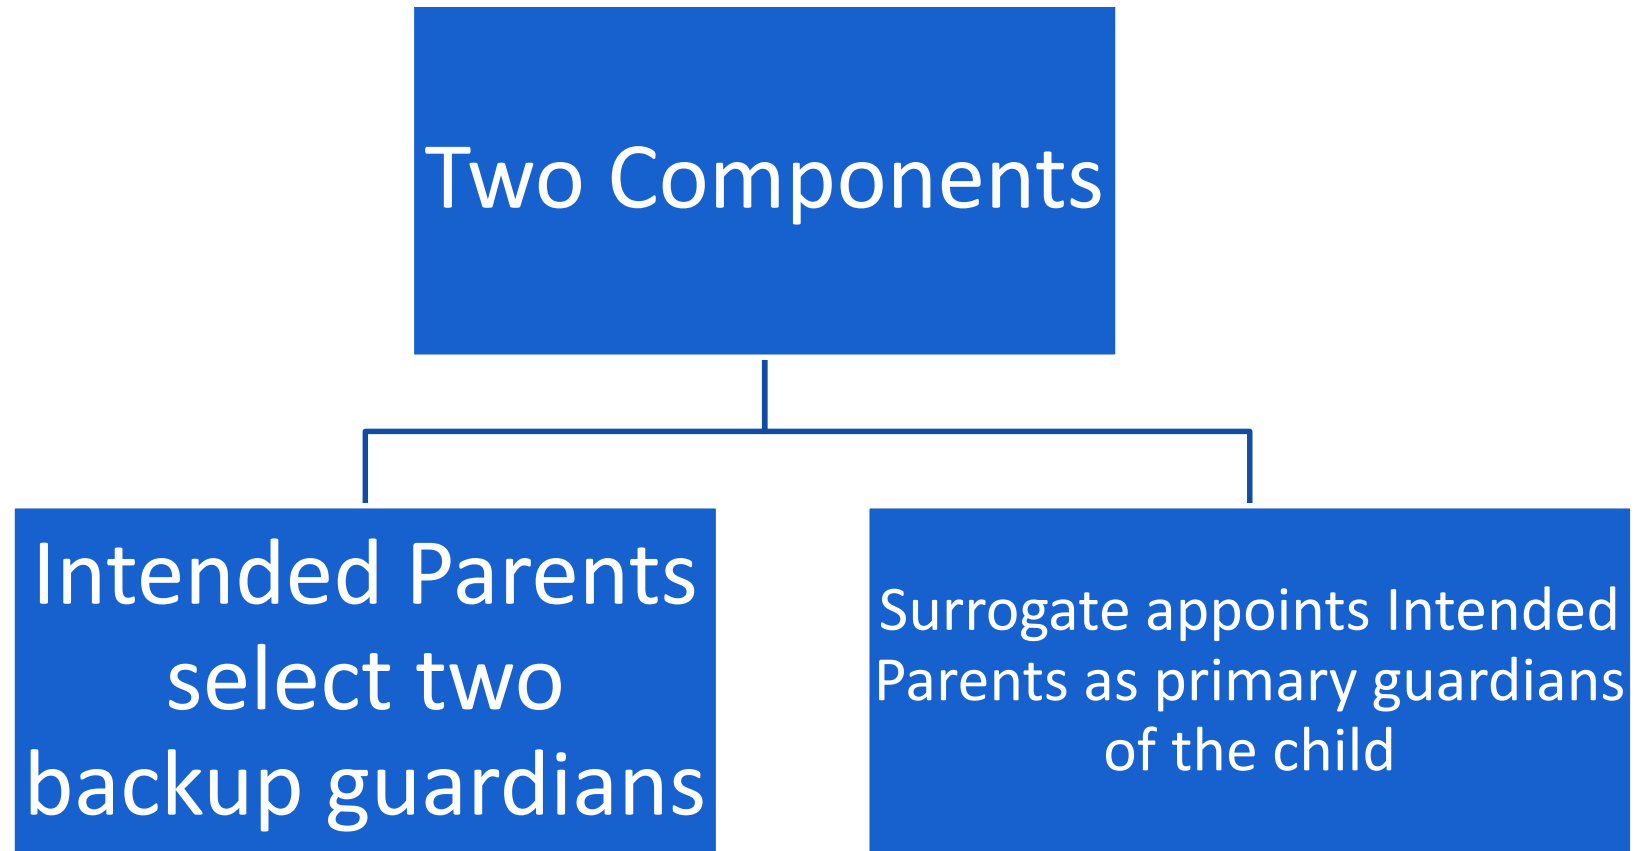 Two Components
Intended Parents
select two
backup guardians
Surrogate appoints Intended
Parents as primary guardians
of the child